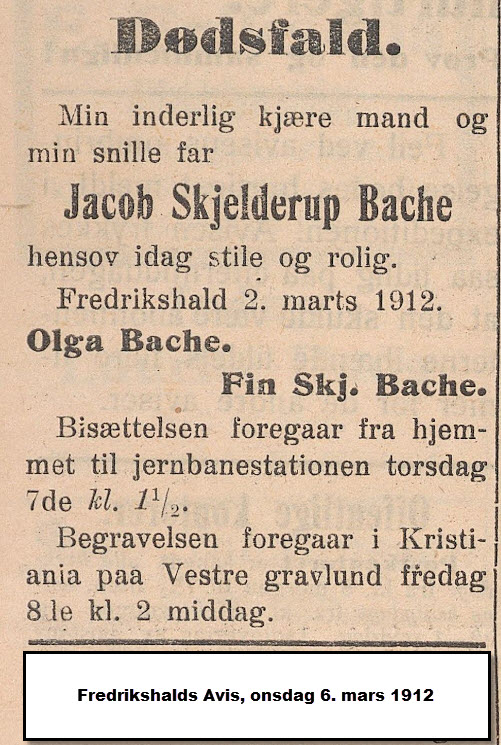 Dødsfald.
Min inderlig kjære mand og
min snille far
Jacob Skjelderup Bache
hensov idag stile og rolig.
Fredrikshald 2. marts 1912.
Olga Bache.
Fin Skj. Bache.
Bisættelsen foregaar fra hjem-
met til jernbanestationen torsdag
7de kl. 1½.
Begravelsen foregaar i Kristi-
ania paa Vestre gravlund fredag
8le kl. 2 middag.
Fredrikshalds Avis, onsdag 6. mars 1912